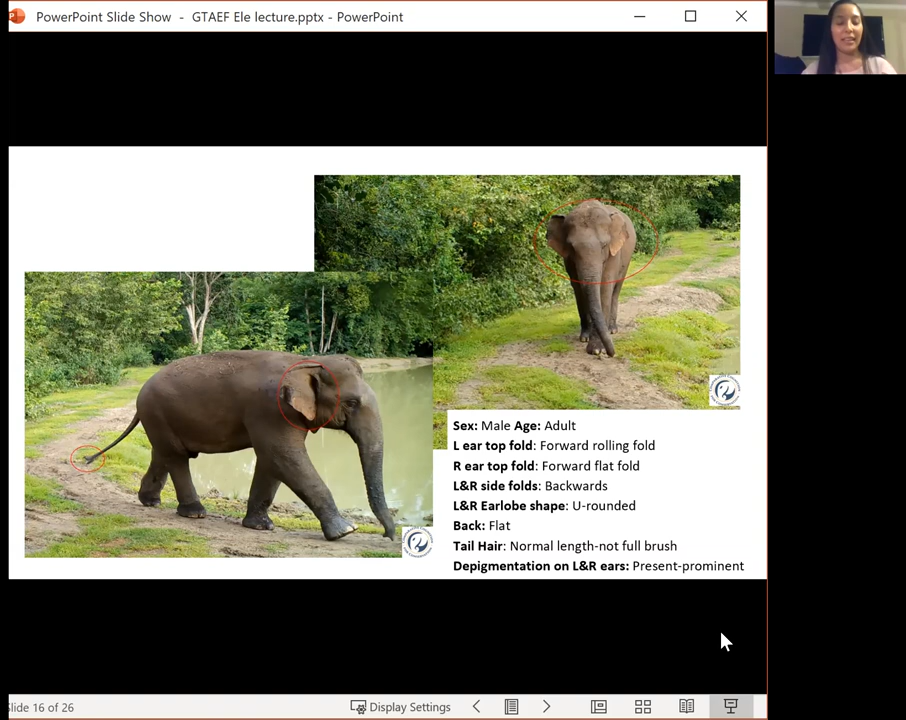 PowerPoint Slide Show - GTAEF Ele lecture.pptx - PowerPoint
Sex: Male Age: Adult
L ear top fold: Forward rolling fold
R ear top fold: Forward flat fold
L&R side folds: Backwards
L&R Earlobe shape: U-rounded
Back: Flat
Tail Hair: Normal length-not full brush
Depigmentation on L&R ears: Present-prominent
Slide 16 of 26
Display Settings